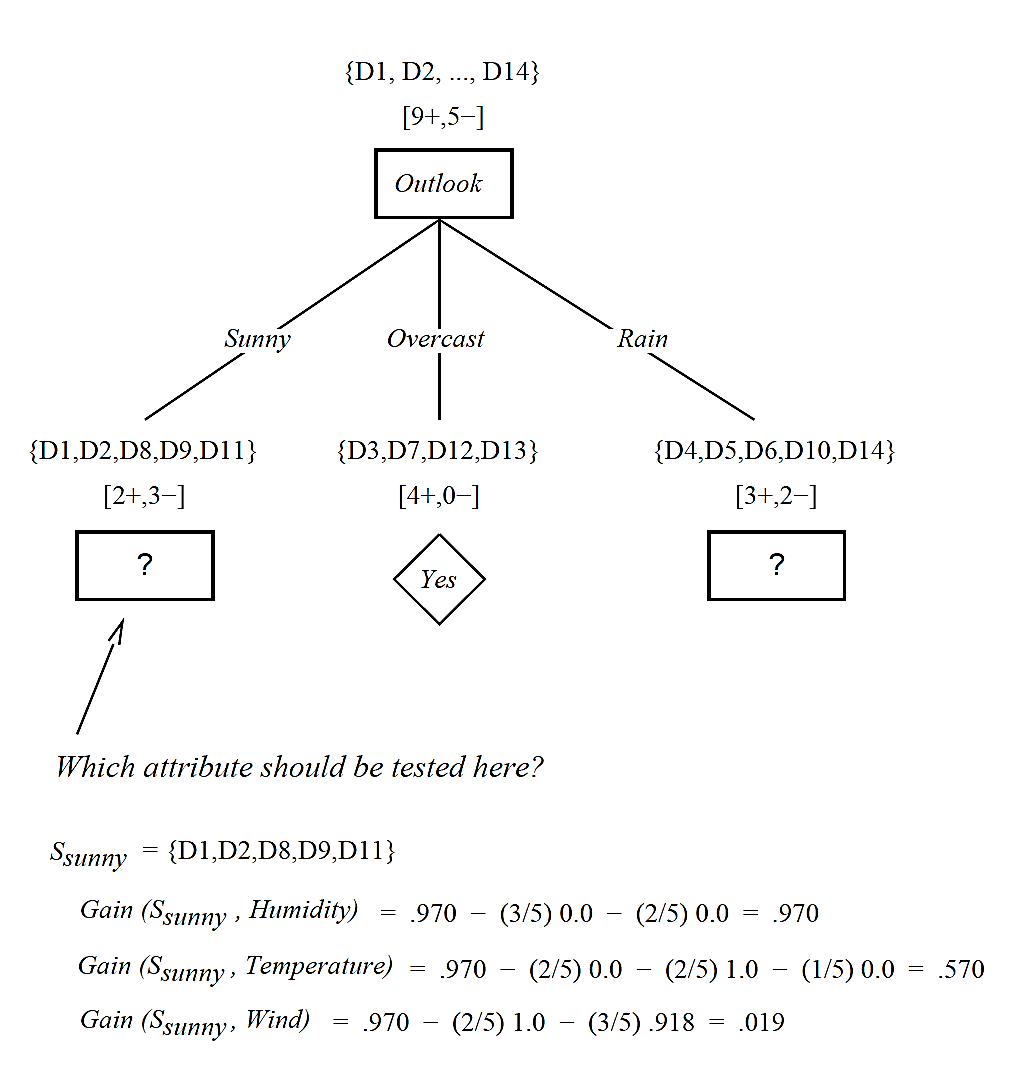 {D1, D2, ..., D14}
[9+,5−]
Outlook
Sunny Overcast Rain
{D1,D2,D8,D9,D11} {D3,D7,D12,D13} {D4,D5,D6,D10,D14}
[2+,3−] [4+,0−] [3+,2−]
? Yes ?
Which attribute should be tested here?
Ssunny = {D1,D2,D8,D9,D11}
Gain (Ssunny , Humidity) = .970 − (3/5) 0.0 − (2/5) 0.0 = .970
Gain (Ssunny , Temperature) = .970 − (2/5) 0.0 − (2/5) 1.0 − (1/5) 0.0 = .570
Gain (Ssunny , Wind) = .970 − (2/5) 1.0 − (3/5) .918 = .019